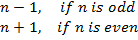 n − 1,    if n is odd
n + 1,    if n is even